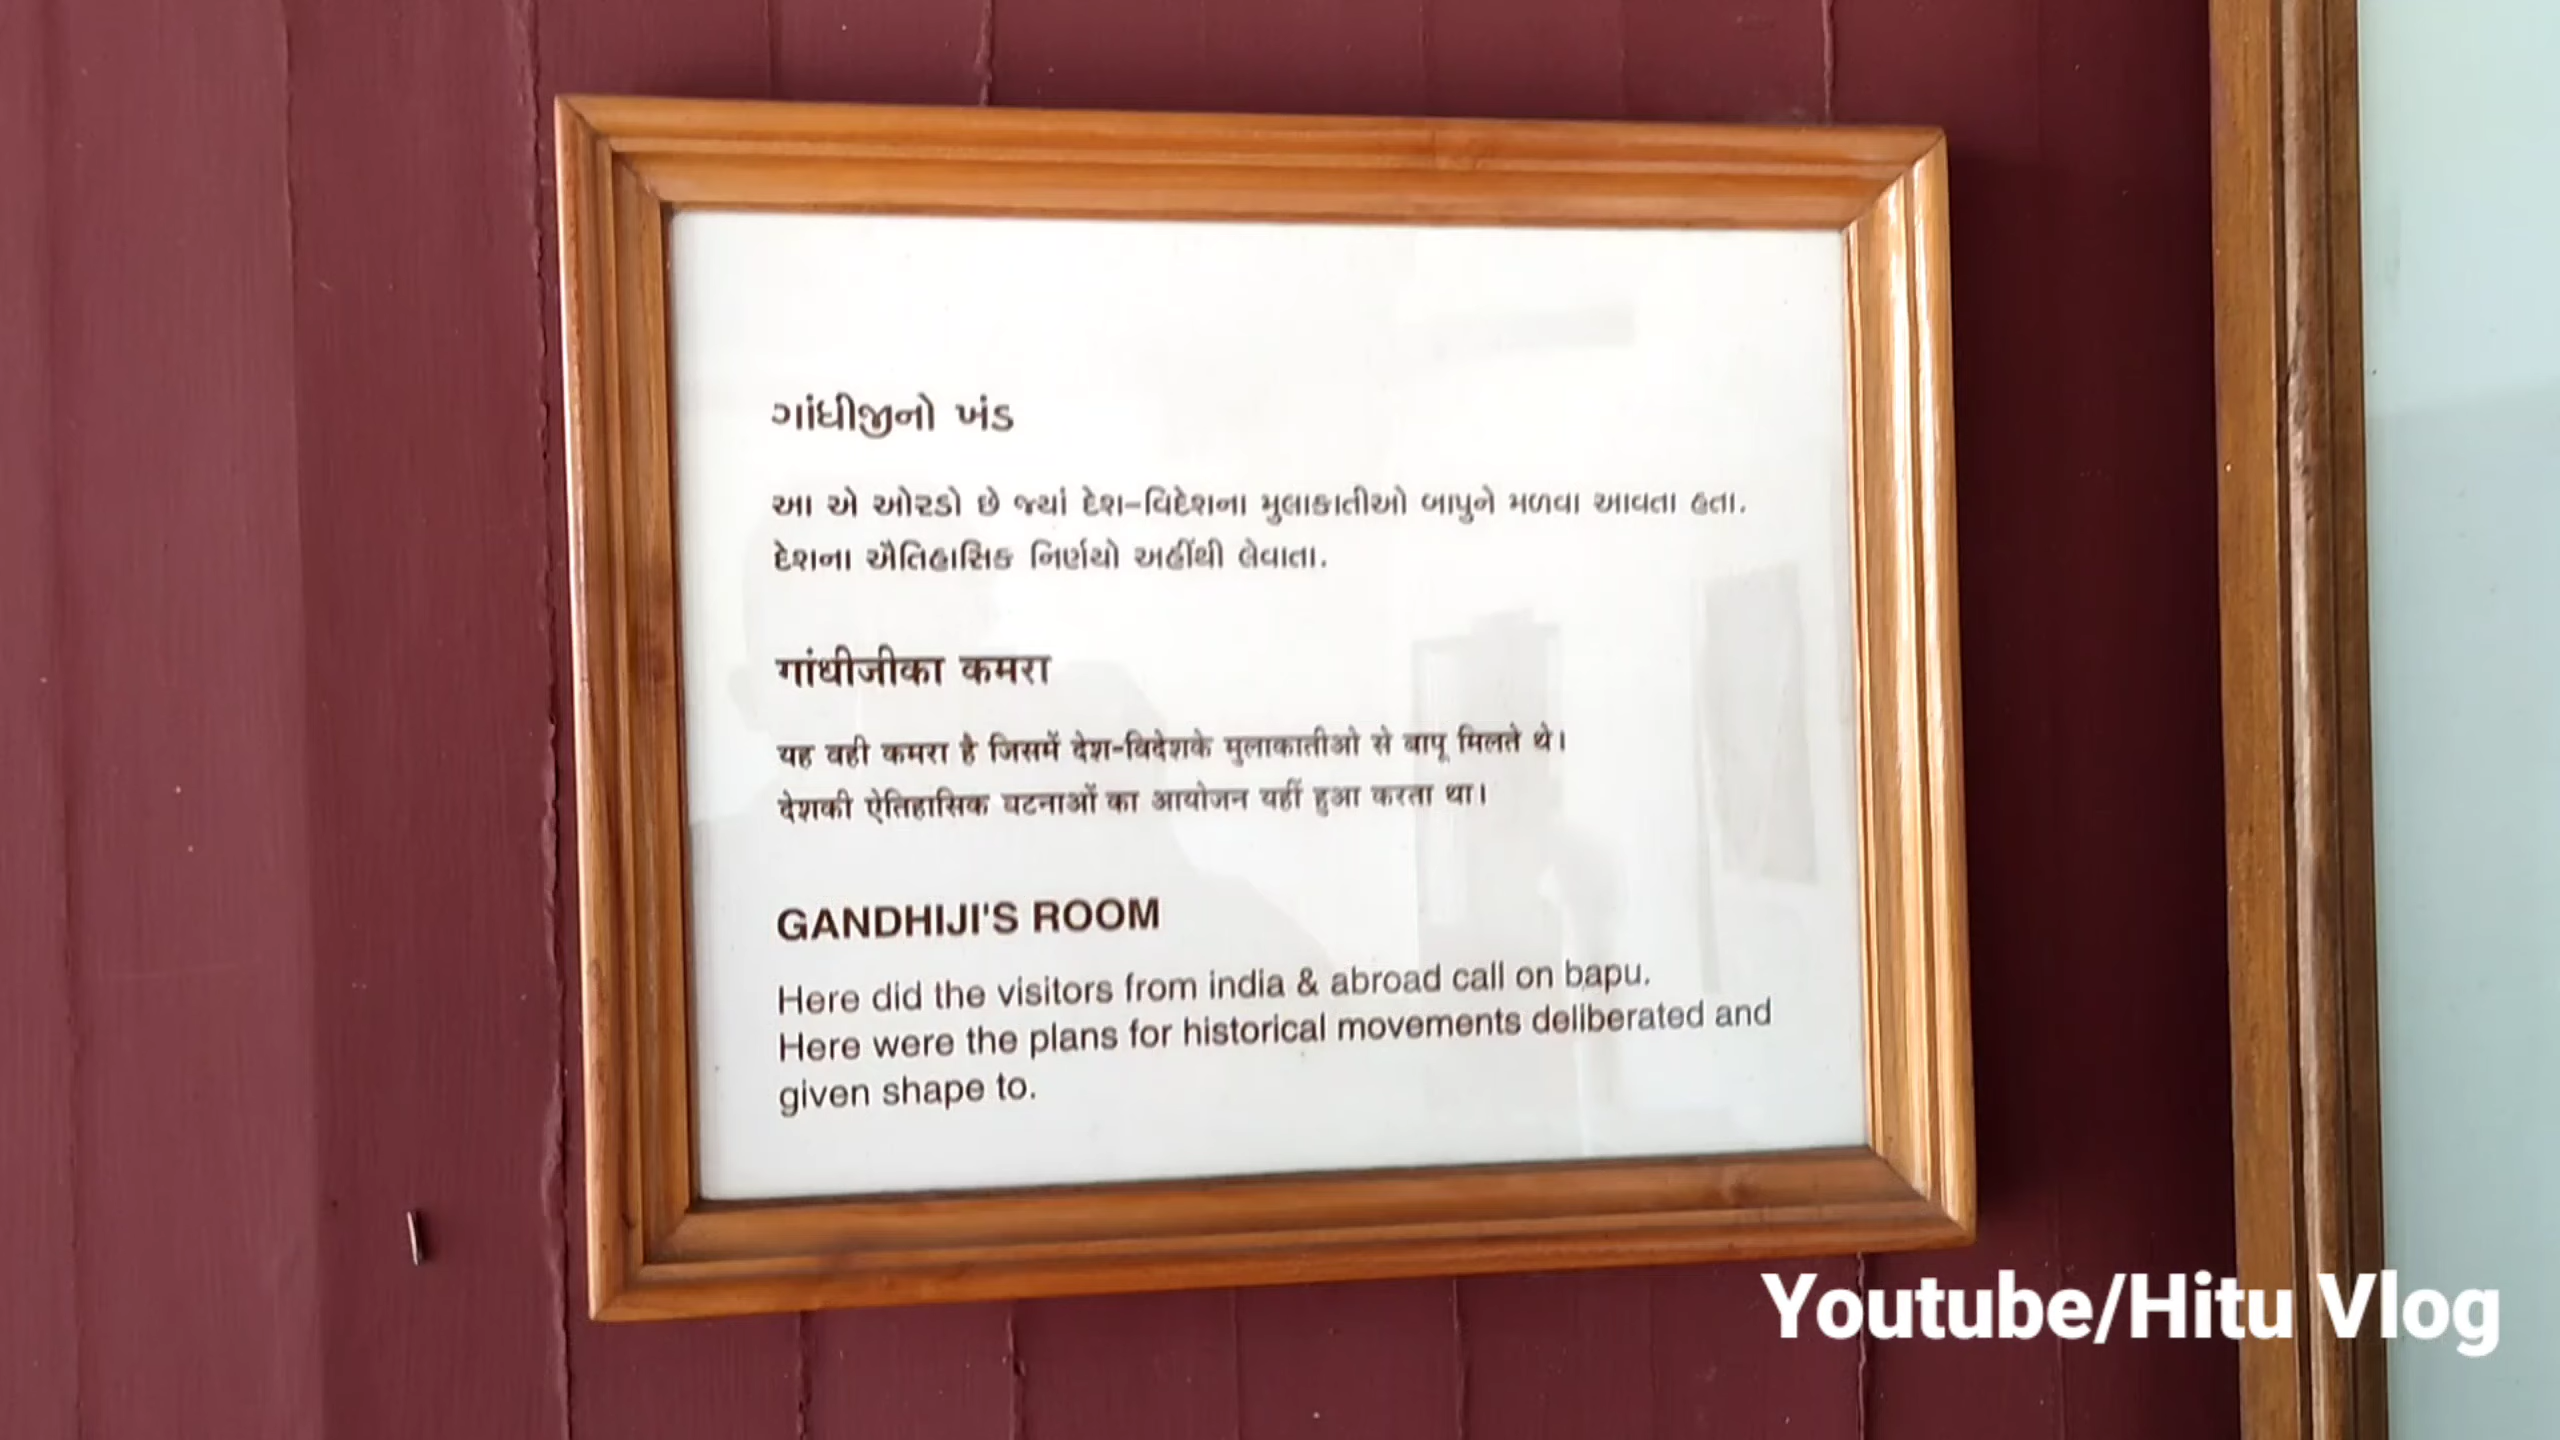 ગાંધીજીનો ખંડ
આ એ ઓરડો છે જ્યાં દેશ-વિદેશના મુલાકાતીઓ બાપુને મળવા આવતા હતા.
દેશના ઐતિહાસિક નિર્ણયો અહીંથી લેવાતા.
गांधीजीका कमरा
यह वही कमरा है जिसमें देश-विदेशके मुलाकातीओ से बापू मिलते थे।
देशकी ऐतिहासिक घटनाओं का आयोजन यहीं हुआ करता था।
GANDHIJI'S ROOM
Here did the visitors from india & abroad call on bapu.
Here were the plans for historical movements deliberated and
given shape to.
Youtube/Hitu Vlog